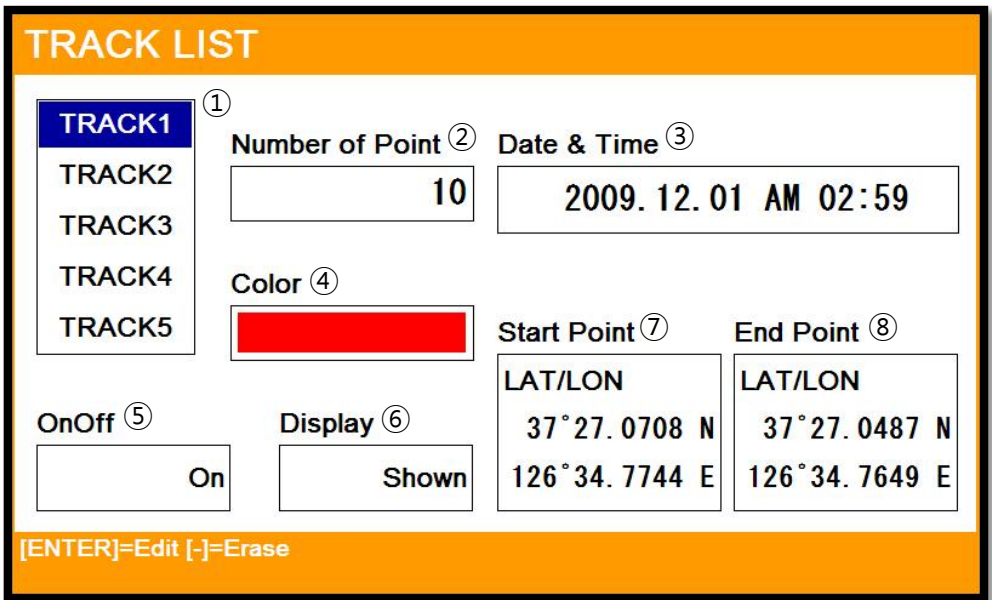 TRACK LIST
TRACK1 ①
TRACK2
TRACK3
TRACK4
TRACK5
Number of Point ②
10
Date & Time ③
2009.12.01 AM 02:59
Color ④
OnOff ⑤
On
Display ⑥
Shown
Start Point ⑦
LAT/LON
37°27.0708 N
126°34.7744 E
End Point ⑧
LAT/LON
37°27.0487 N
126°34.7649 E
[ENTER]=Edit [-]=Erase